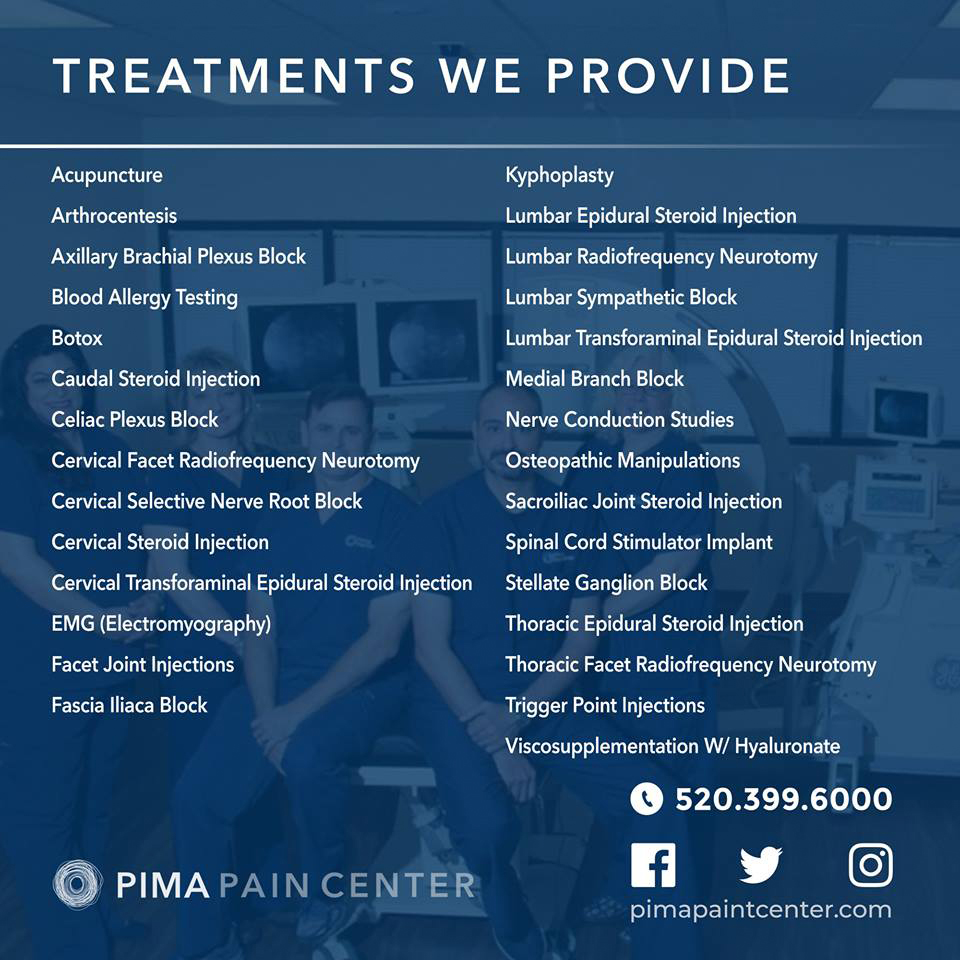 TREATMENTS WE PROVIDE
Acupuncture
Arthrocentesis
Axillary Brachial Plexus Block
Blood Allergy Testing
Botox
Caudal Steroid Injection
Celiac Plexus Block
Cervical Facet Radiofrequency Neurotomy
Cervical Selective Nerve Root Block
Cervical Steroid Injection
Cervical Transforaminal Epidural Steroid Injection
EMG (Electromyography)
Facet Joint Injections
Fascia Iliaca Block
Kyphoplasty
Lumbar Epidural Steroid Injection
Lumbar Radiofrequency Neurotomy
Lumbar Sympathetic Block
Lumbar Transforaminal Epidural Steroid Injection
Medial Branch Block
Nerve Conduction Studies
Osteopathic Manipulations
Sacroiliac Joint Steroid Injection
Spinal Cord Stimulator Implant
Stellate Ganglion Block
Thoracic Epidural Steroid Injection
Thoracic Facet Radiofrequency Neurotomy
Trigger Point Injections
Viscosupplementation W/ Hyaluronate
520.399.6000
PIMA PAIN CENTER
pimapaintcenter.com